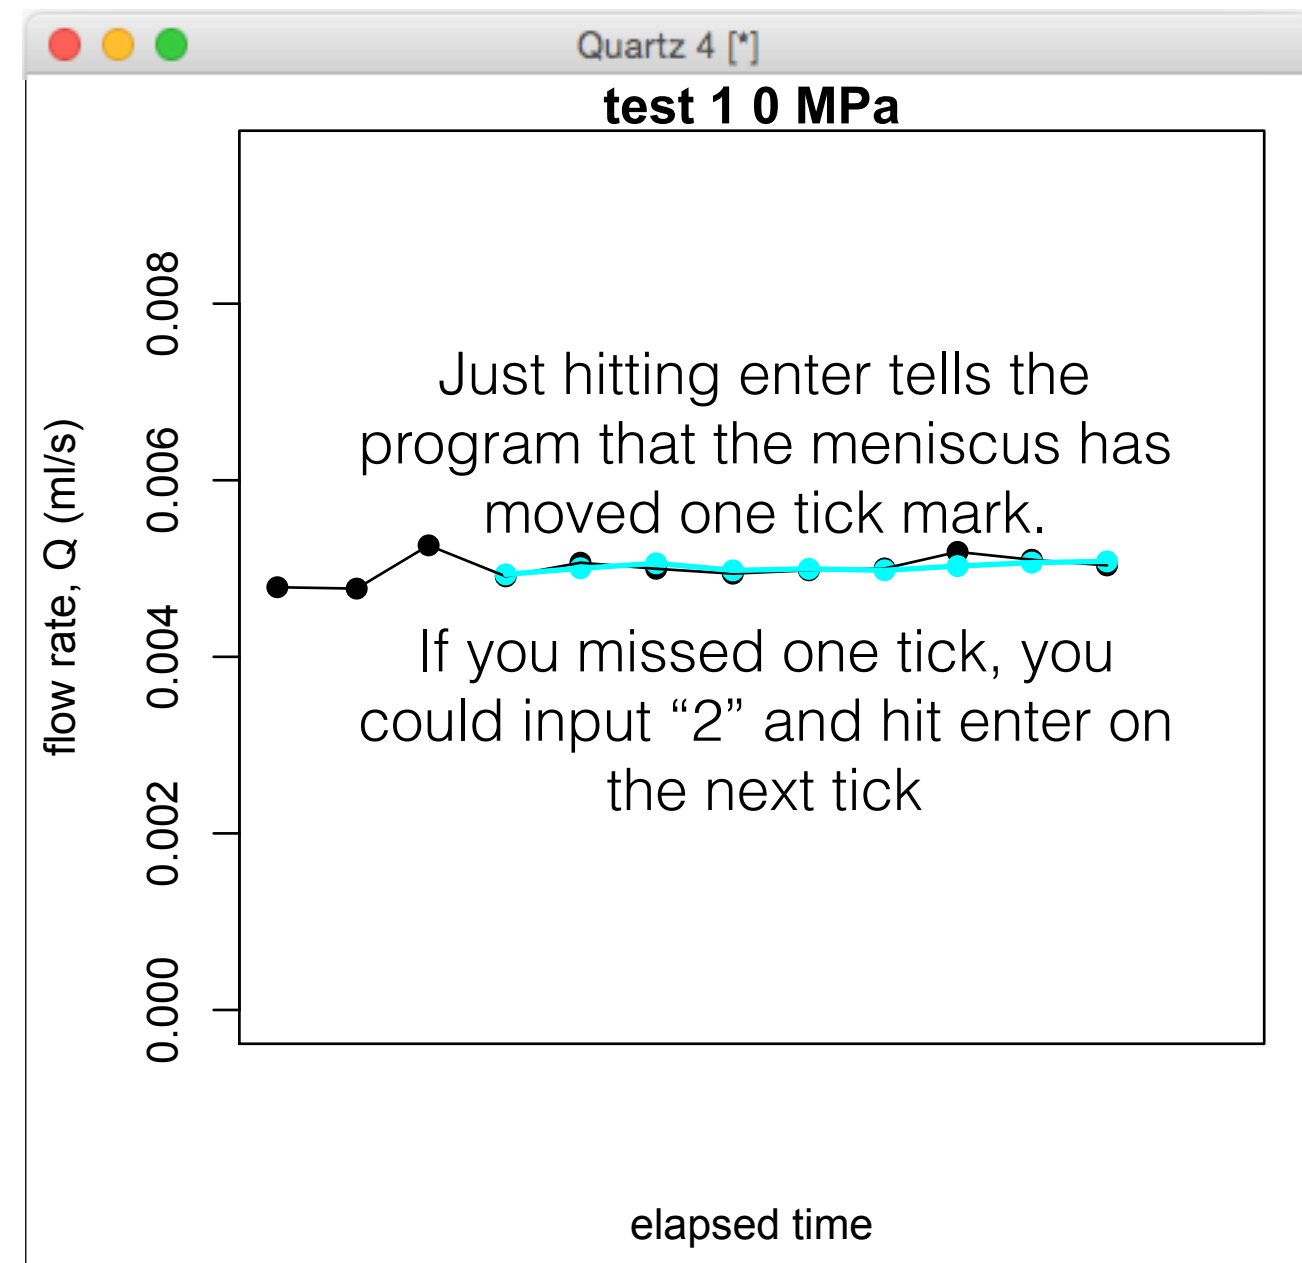 Quartz 4 [*]
test 1 0 MPa
flow rate, Q (ml/s)
0.008
0.006
0.004
0.002
0.000
Just hitting enter tells the
program that the meniscus has
moved one tick mark.
If you missed one tick, you
could input “2” and hit enter on
the next tick
elapsed time